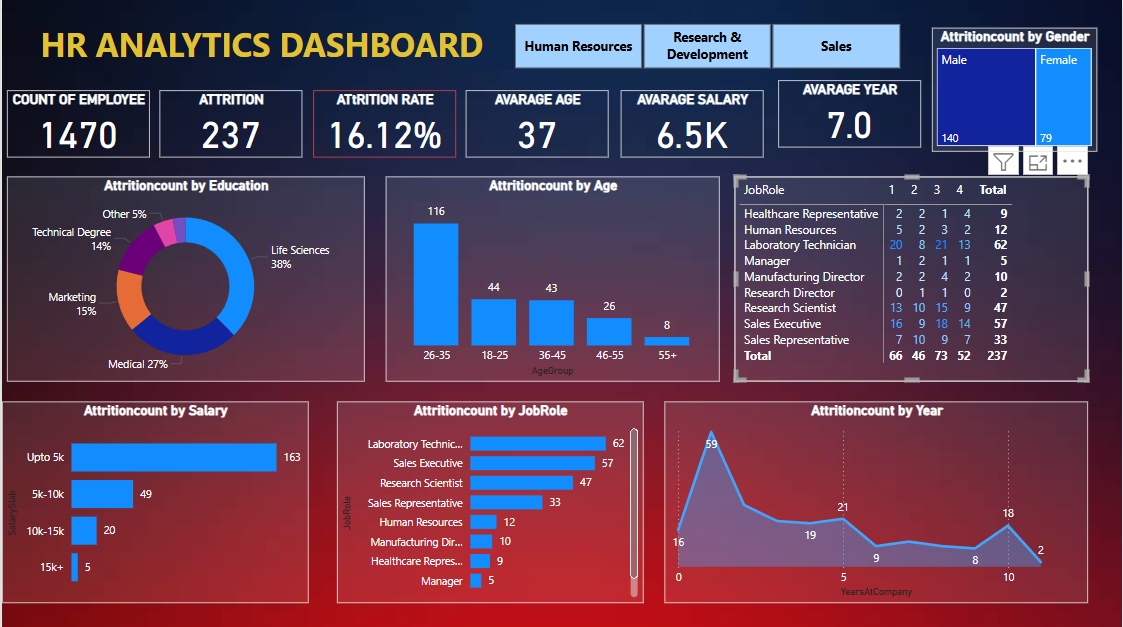 HR ANALYTICS DASHBOARD
Human Resources
Research &
Development
Sales
Attritioncount by Gender
Male
Female
140
79
COUNT OF EMPLOYEE
1470
ATTRITION
237
ATtRITION RATE
16.12%
AVARAGE AGE
37
AVARAGE SALARY
6.5K
AVARAGE YEAR
7.0
Attritioncount by Education
Other 5%
Technical Degree
14%
Life Sciences
38%
Marketing
15%
Medical 27%
Attritioncount by Age
116
44
43
26
8
26-35 18-25 36-45 46-55 55+
AgeGroup
JobRole 1 2 3 4 Total
Healthcare Representative 2 2 1 4 9
Human Resources 5 2 3 2 12
Laboratory Technician 20 8 21 13 62
Manager 1 2 1 1 5
Manufacturing Director 2 2 4 2 10
Research Director 0 1 1 0 2
Research Scientist 13 10 15 9 47
Sales Executive 16 9 18 14 57
Sales Representative 7 10 9 7 33
Total 66 46 73 52 237
Attritioncount by Salary
Upto 5k 163
5k-10k 49
10k-15k 20
15k+ 5
SalarySlab
Attritioncount by JobRole
JobRole
Laboratory Technic... 62
Sales Executive 57
Research Scientist 47
Sales Representative 33
Human Resources 12
Manufacturing Dir... 10
Healthcare Repres... 9
Manager 5
Attritioncount by Year
59
16
19
21
9
8
18
2
0 5 10
YearsAtCompany